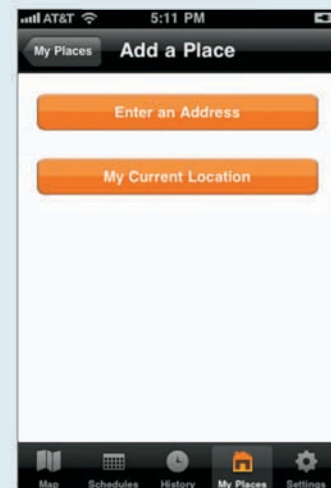 AT&T 5:11 PM
My Places Add a Place
Enter an Address
My Current Location
Map Schedules History My Places Settings